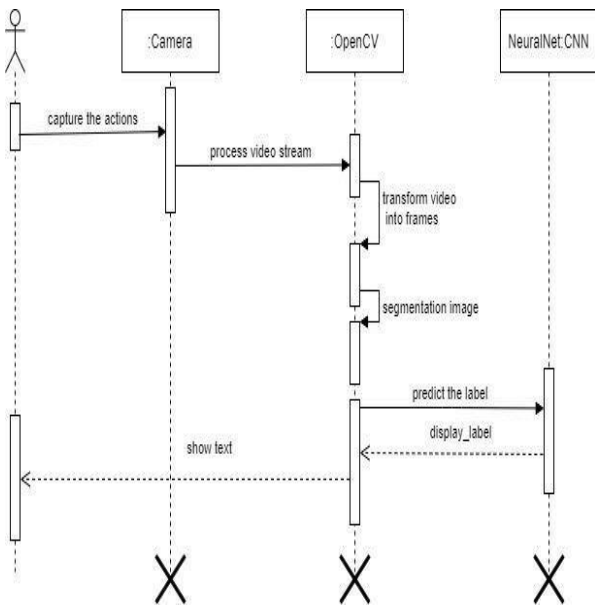 :Camera
:OpenCV
NeuralNet:CNN
capture the actions
process video stream
transform video
into frames
segmentation image
predict the label
display_label
show text